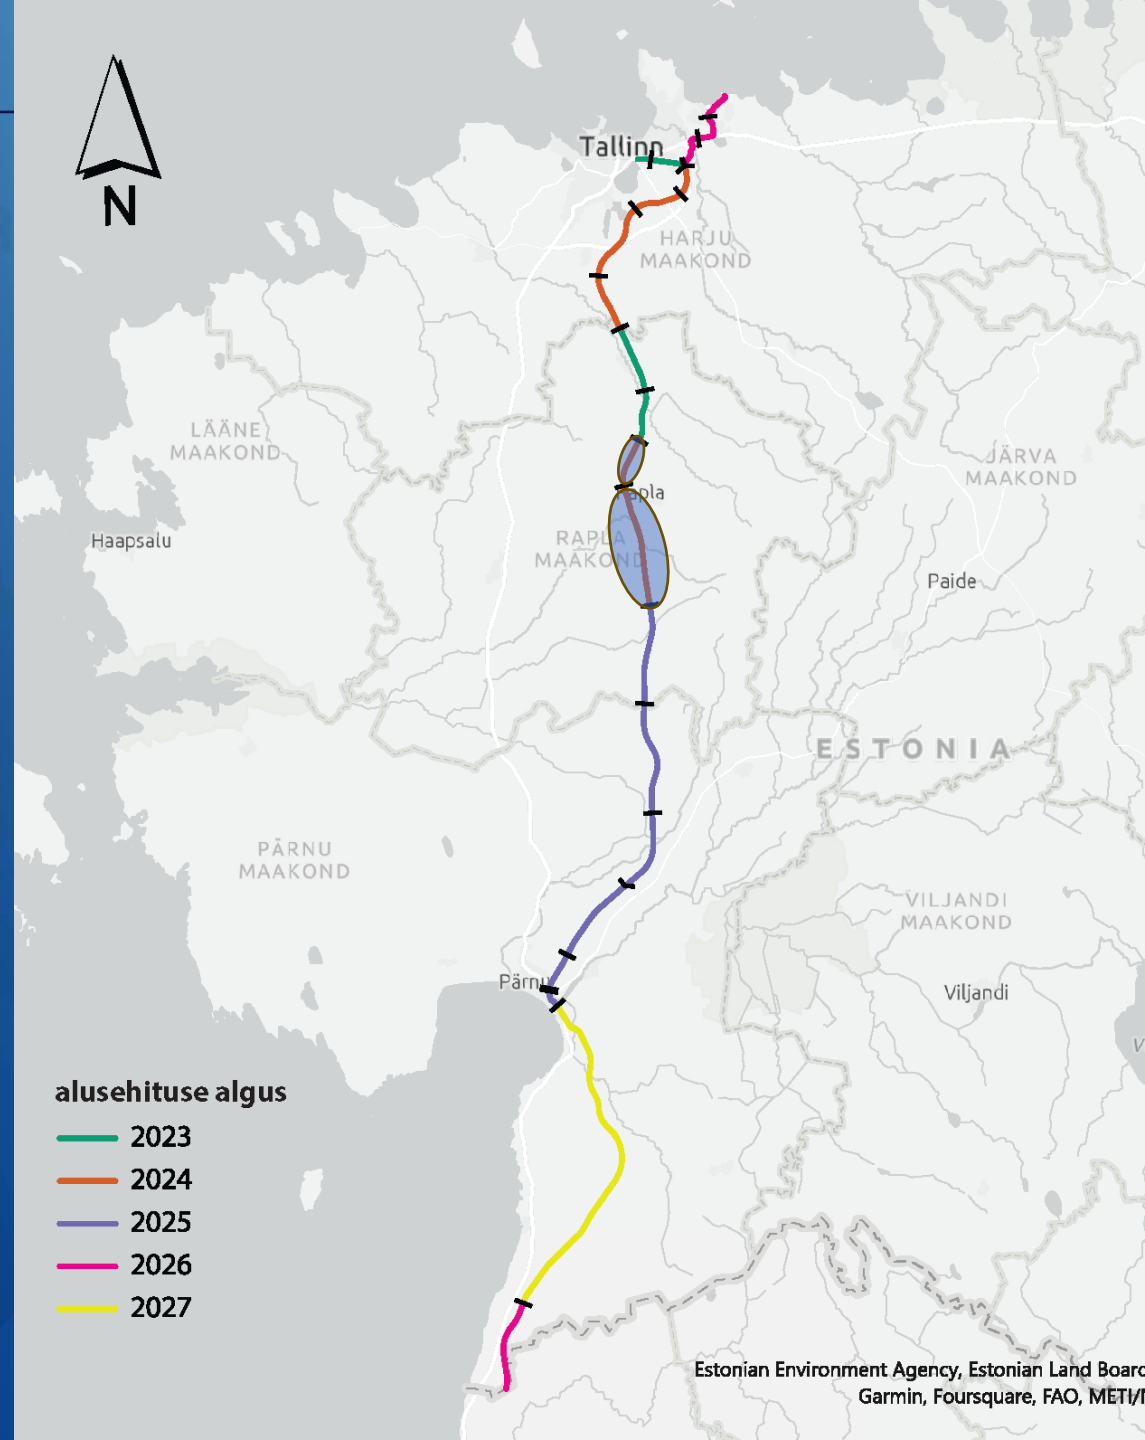 N
Tallinn
HARJU
MAAKOND
LÄÄNE
MAAKOND
JÄRVA
MAAKOND
Haapsalu
RAPLA
MAAKOND
Paide
ESTONIA
PÄRNU
MAAKOND
VILJANDI
MAAKOND
Pärnu
Viljandi
alusehituse algus
2023
2024
2025
2026
2027
Estonian Environment Agency, Estonian Land Board
Garmin, Foursquare, FAO, METI/